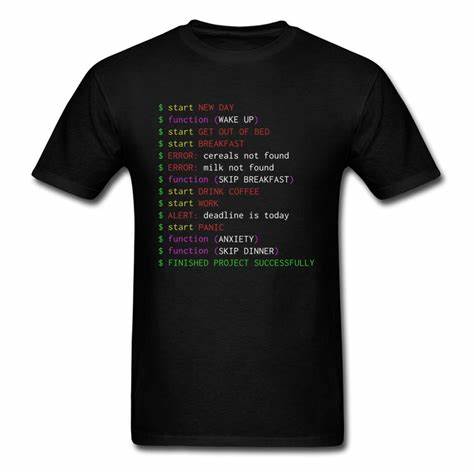 $ start NEW DAY
$ function (WAKE UP)
$ start GET OUT OF BED
$ start BREAKFAST
$ ERROR: cereals not found
$ ERROR: milk not found
$ function (SKIP BREAKFAST)
$ start DRINK COFFEE
$ start WORK
$ ALERT: deadline is today
$ start PANIC
$ function (ANXIETY)
$ function (SKIP DINNER)
$ FINISHED PROJECT SUCCESSFULLY